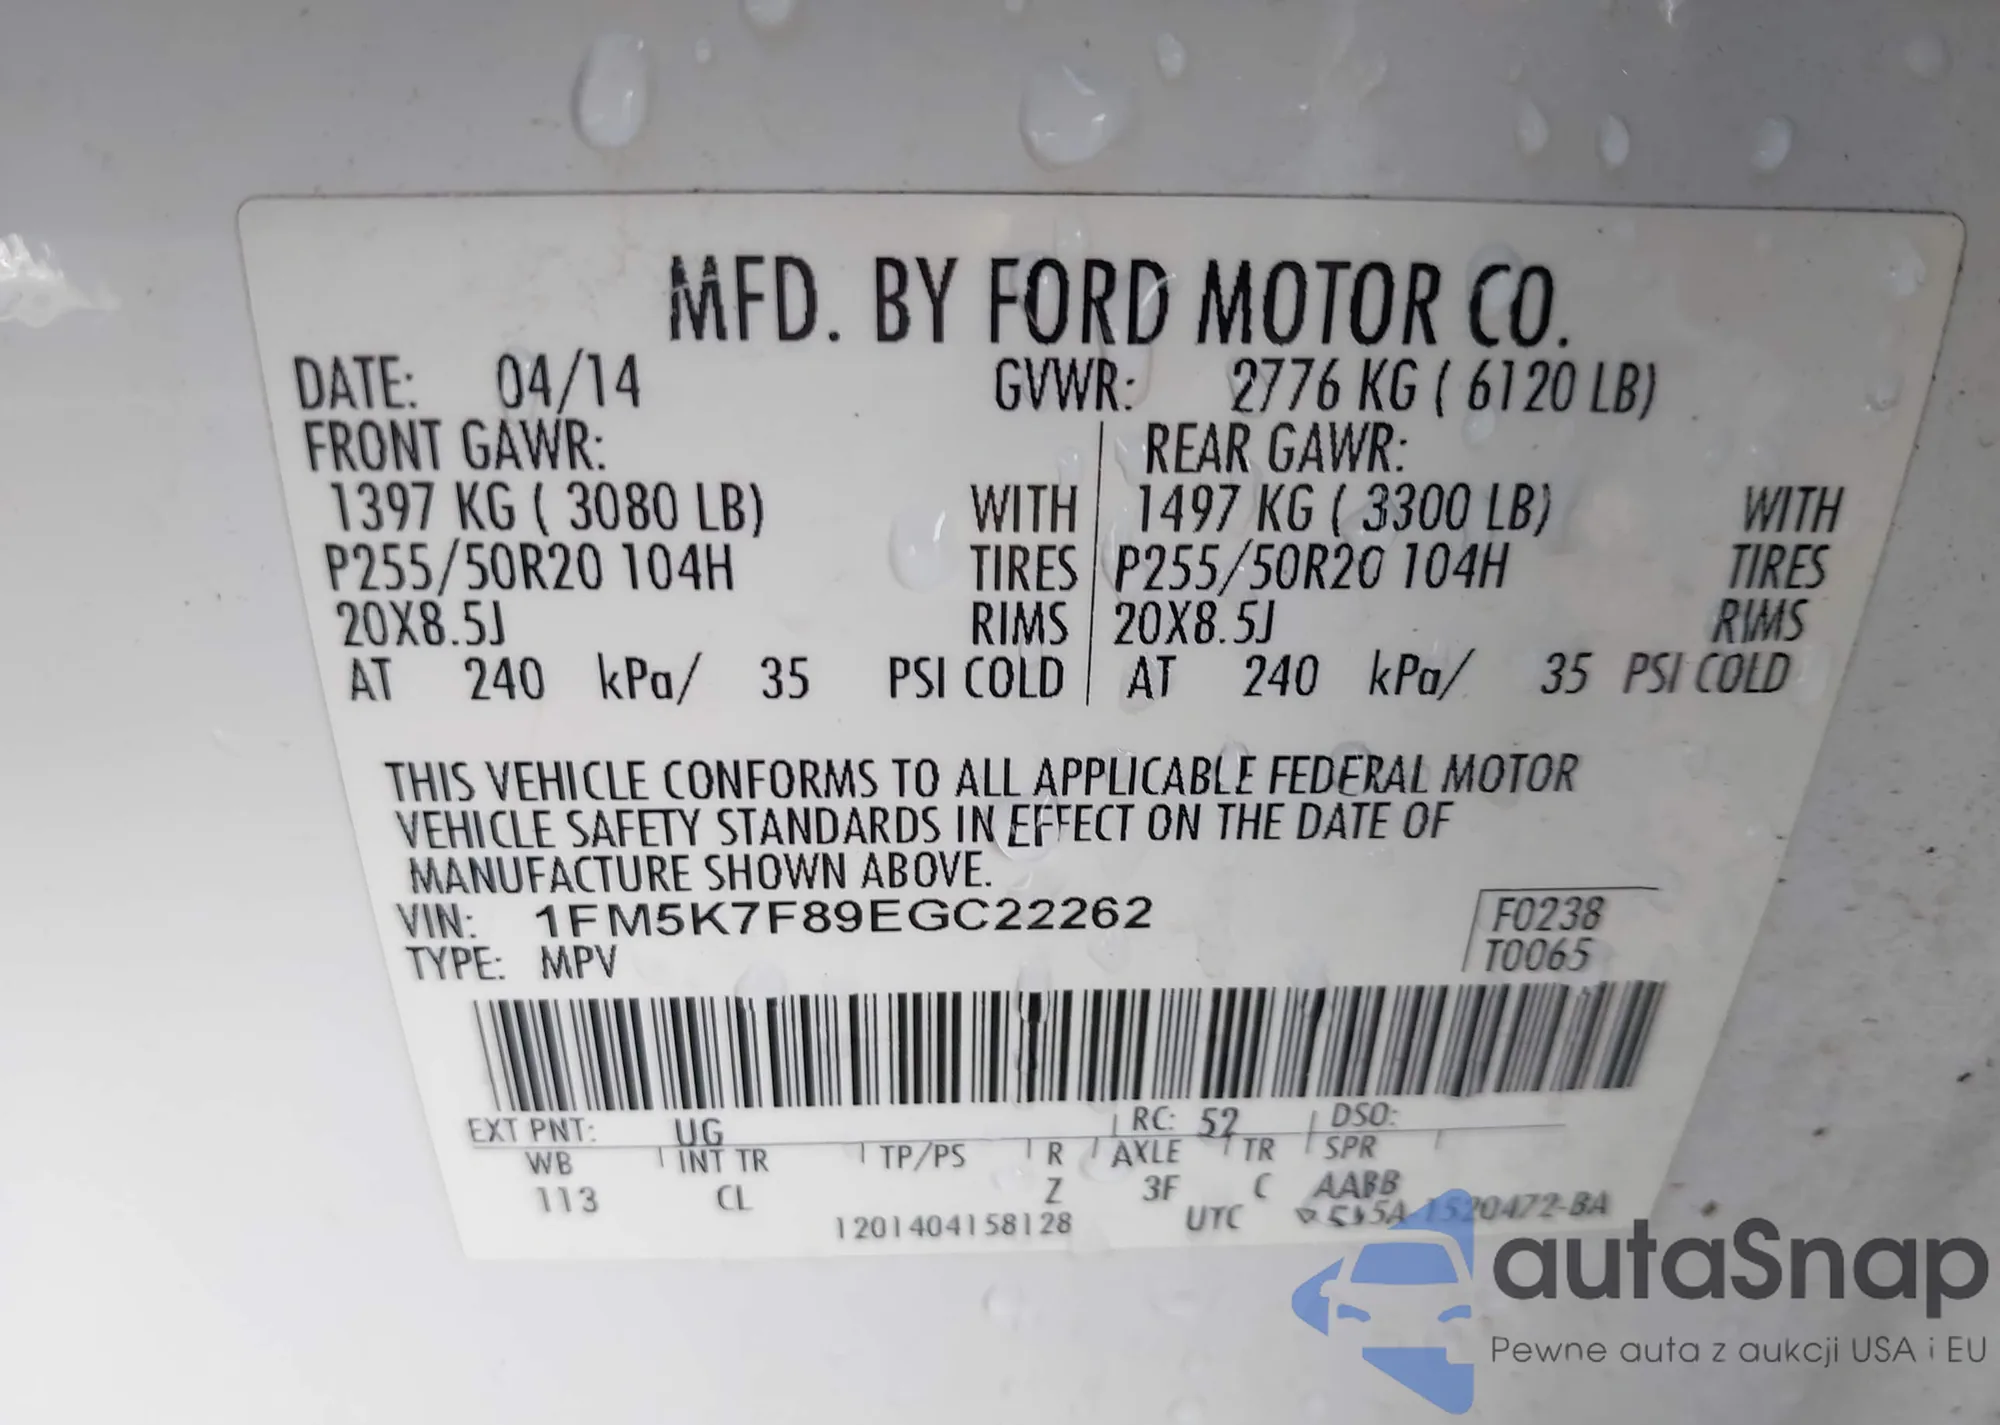 MFD. BY FORD MOTOR CO.
DATE: 04/14 GVWR: 2776 KG ( 6120 LB)
FRONT GAWR: REAR GAWR:
1397 KG ( 3080 LB) WITH 1497 KG ( 3300 LB) WITH
P255/50R20 104H TIRES P255/50R20 104H TIRES
20X8.5J RIMS 20X8.5J RIMS
AT 240 kPa/ 35 PSI COLD AT 240 kPa/ 35 PSI COLD
THIS VEHICLE CONFORMS TO ALL APPLICABLE FEDERAL MOTOR
VEHICLE SAFETY STANDARDS IN EFFECT ON THE DATE OF
MANUFACTURE SHOWN ABOVE.
VIN: 1FM5K7F89EGC22262 F0238
TYPE: MPV T0065
EXT PNT: UG RC: 52 DSO:
WB INT TR TP/PS R AXLE TR SPR
113 CL Z 3F C AABB
1201404158128 UTC
autaSnap
Pewne auta z aukcji USA i EU